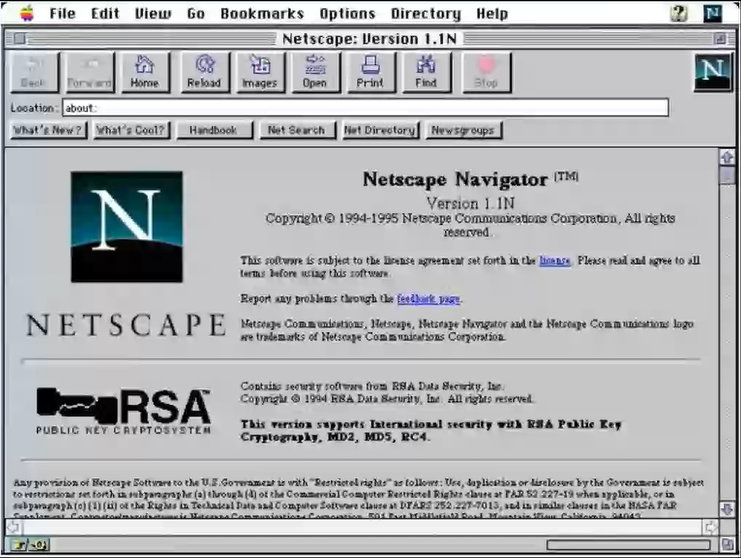 File Edit View Go Bookmarks Options Directory Help
Netscape: Version 1.1N
Back Forward Home Reload Images Open Print Find Stop
N
Location: about:
What's New? What's Cool? Handbook Net Search Net Directory Newsgroups
N
NETSCAPE
Netscape Navigator (TM)
Version 1.1N
Copyright © 1994-1995 Netscape Communications Corporation, All rights
reserved.
This software is subject to the license agreement set forth in the license. Please read and agree to all
terms before using this software.
Report any problems through the feedback page.
Netscape Communications, Netscape, Netscape Navigator and the Netscape Communications logo
are trademarks of Netscape Communications Corporation.
RSA™
PUBLIC KEY CRYPTOSYSTEM
Contains security software from RSA Data Security, Inc.
Copyright © 1994 RSA Data Security, Inc. All rights reserved.
This version supports International security with RSA Public Key
Cryptography, MD2, MD5, RC4.
Any provision of Netscape Software to the U.S.Government is with "Restricted rights" as follows: Use, duplication or disclosure by the Government is subject
to restrictions set forth in subparagraphs (a) through (d) of the Commercial Computer Restricted Rights clause at FAR 52.227-19 when applicable, or in
subparagraph (c)(1)(ii) of the Rights in Technical Data and Computer Software clause at DFARS 252.227-7013, and in similar clauses in the NASA FAR
Supplement. Contractor/manufacturer is Netscape Communications Corporation, 501 East Middlefield Road, Mountain View, California 94043.